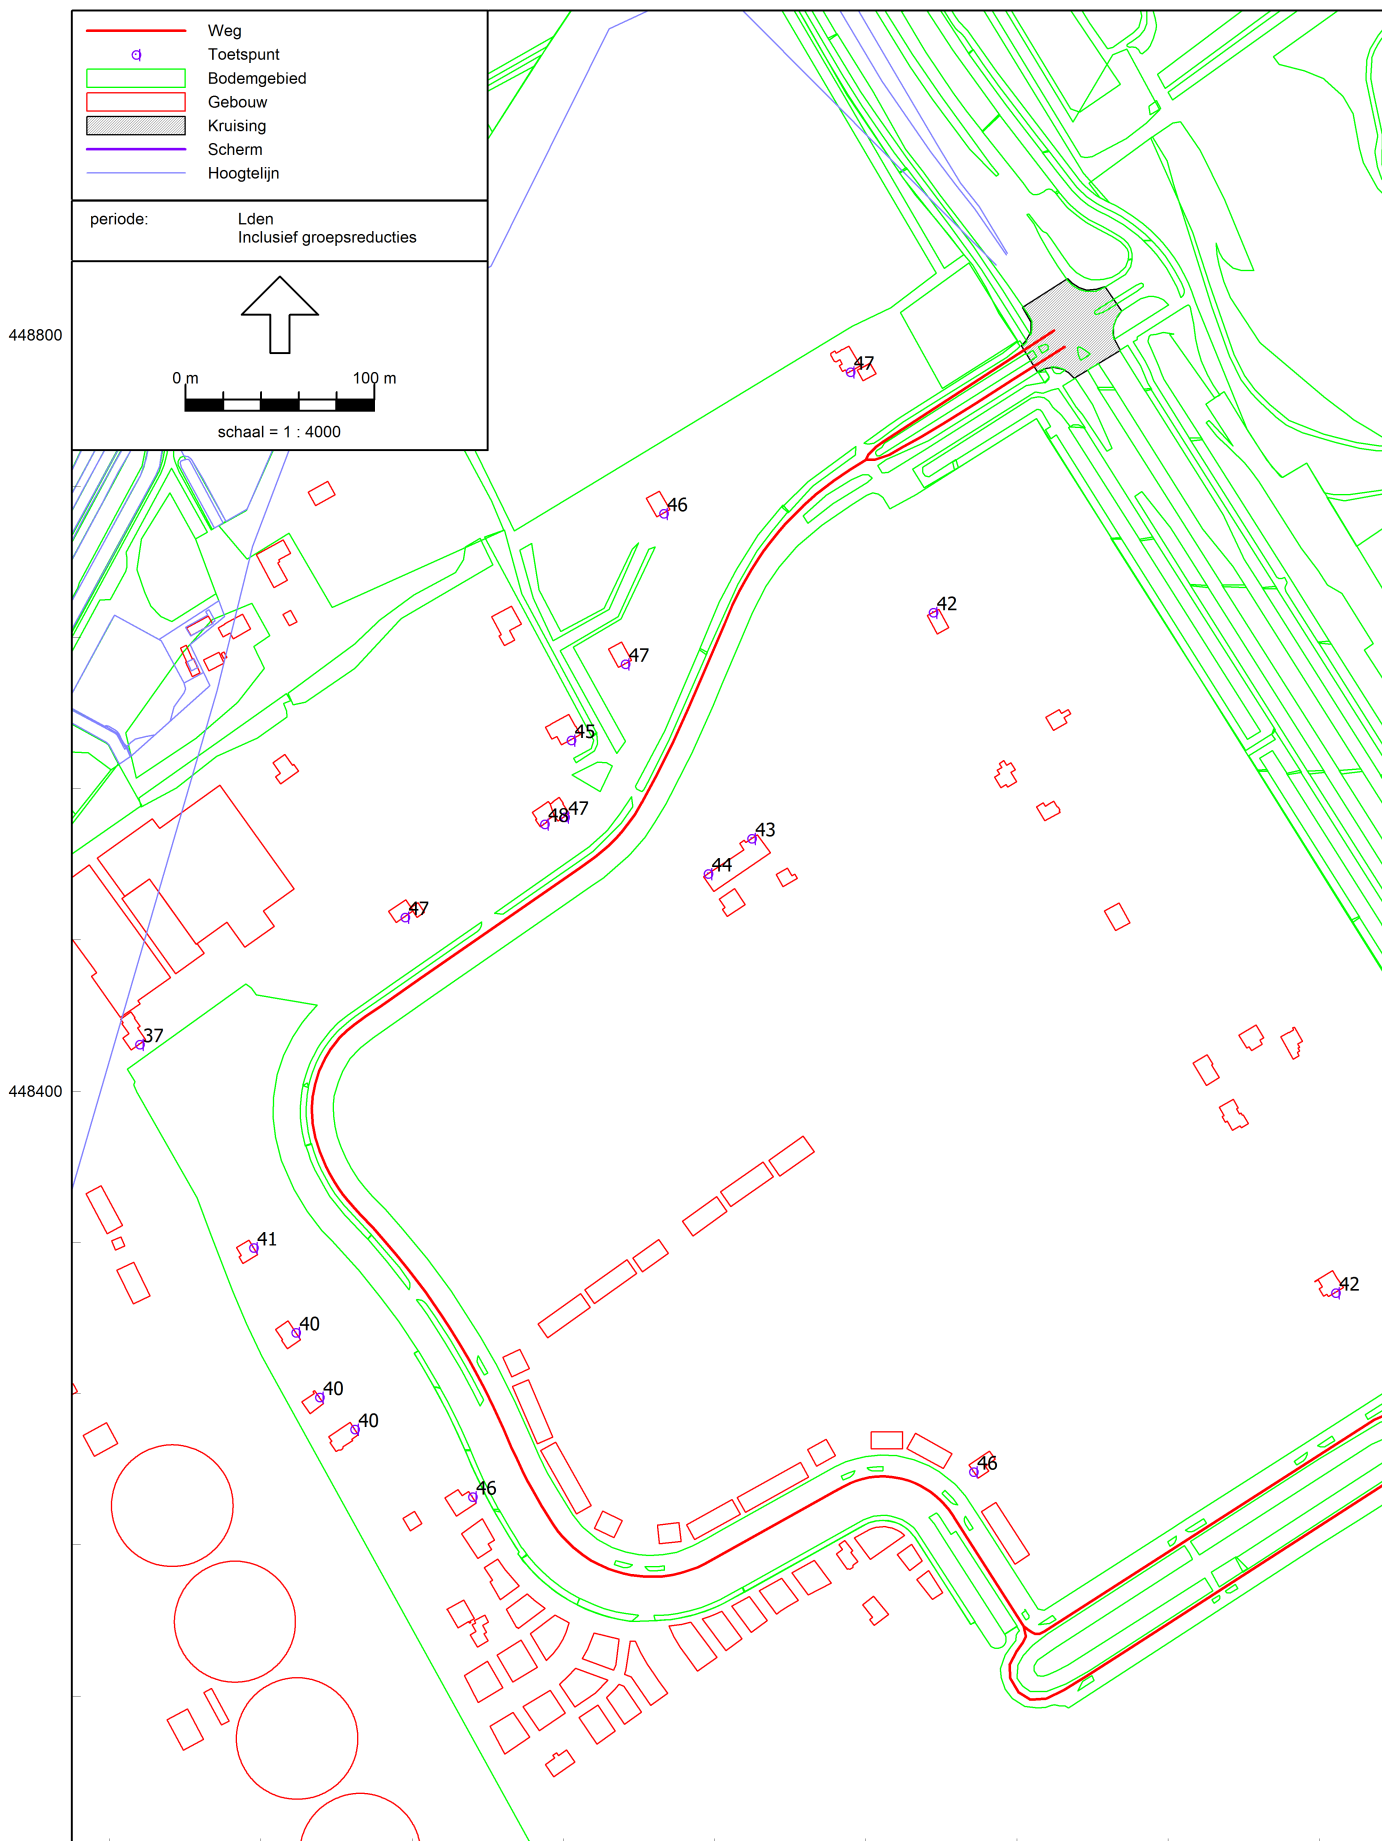 Weg
Toetspunt
Bodemgebied
Gebouw
Kruising
Scherm
Hoogtelijn
periode: Lden
Inclusief groepsreducties
0 m 100 m
schaal = 1 : 4000
448800
47
46
42
47
45
47
48
43
44
47
37
448400
41
42
40
40
40
46
46